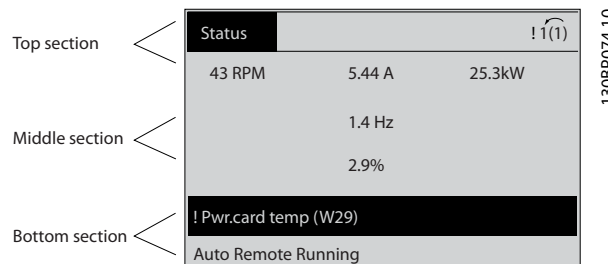 Top section
Status
! 1(1)
43 RPM 5.44 A 25.3kW
Middle section
1.4 Hz
2.9%
Bottom section
! Pwr.card temp (W29)
Auto Remote Running
130BP074.10